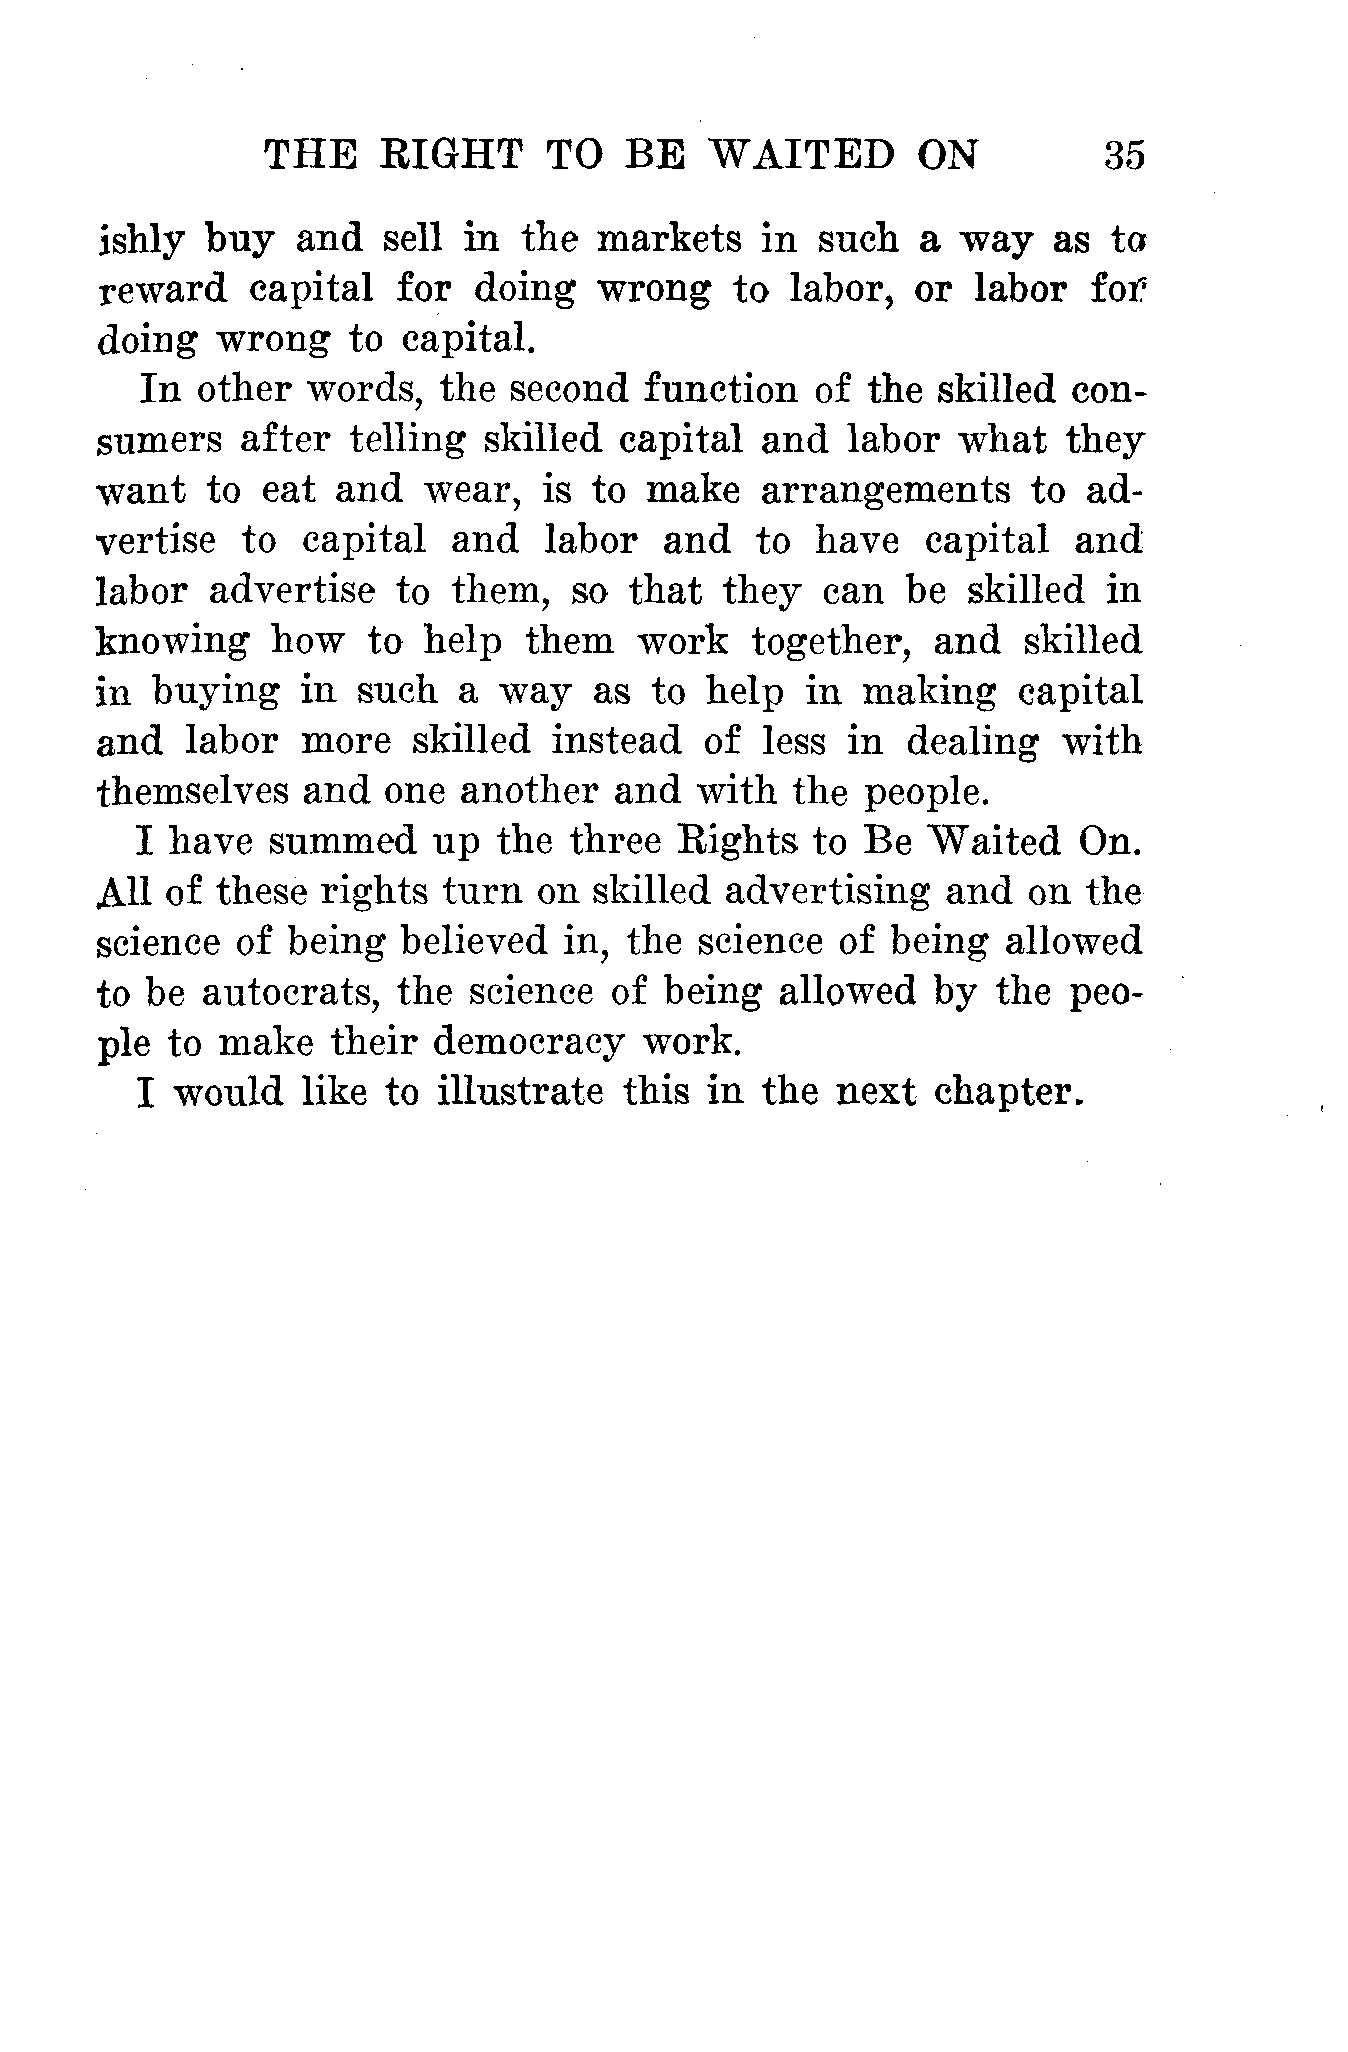 THE RIGHT TO BE WAITED ON 35
ishly buy and sell in the markets in such a way as to
reward capital for doing wrong to labor, or labor for
doing wrong to capital.
In other words, the second function of the skilled con-
sumers after telling skilled capital and labor what they
want to eat and wear, is to make arrangements to ad-
vertise to capital and labor and to have capital and
labor advertise to them, so that they can be skilled in
knowing how to help them work together, and skilled
in buying in such a way as to help in making capital
and labor more skilled instead of less in dealing with
themselves and one another and with the people.
I have summed up the three Rights to Be Waited On.
All of these rights turn on skilled advertising and on the
science of being believed in, the science of being allowed
to be autocrats, the science of being allowed by the peo-
ple to make their democracy work.
I would like to illustrate this in the next chapter.